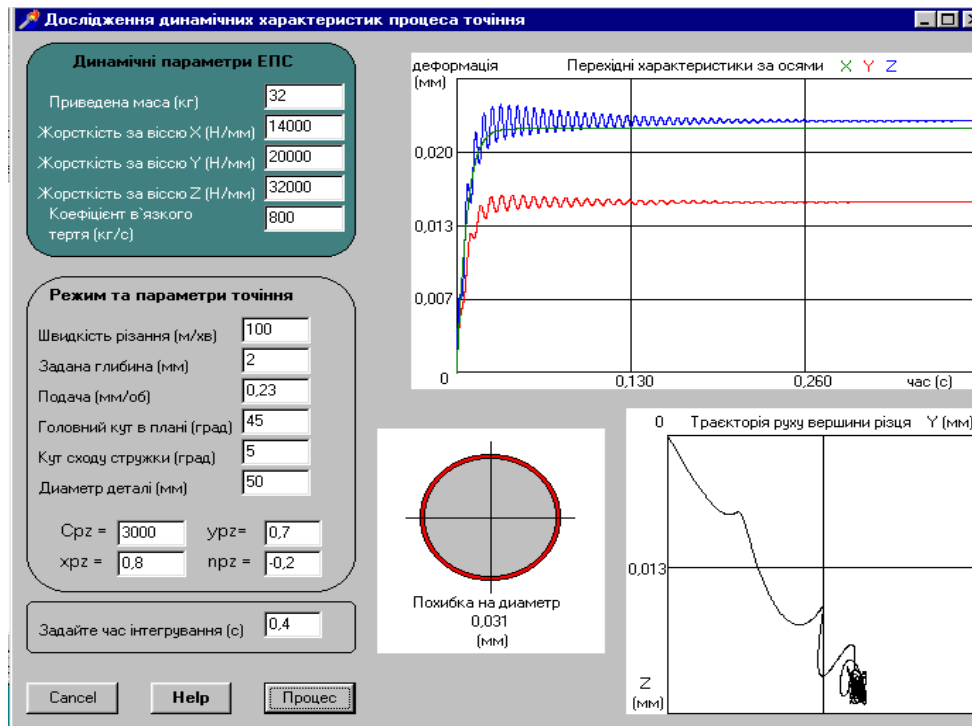 Дослідження динамічних характеристик процеса точіння
Динамічні параметри ЕПС
Приведена маса (кг) 32
Жорсткість за віссю X (Н/мм) 14000
Жорсткість за віссю Y (Н/мм) 20000
Жорсткість за віссю Z (Н/мм) 32000
Коефіцієнт в`язкого
тертя (кг/с) 800
Режим та параметри точіння
Швидкість різання (м/хв) 100
Задана глибина (мм) 2
Подача (мм/об) 0,23
Головний кут в плані (град) 45
Кут сходу стружки (град) 5
Диаметр деталі (мм) 50
Cpz = 3000 ypz= 0,7
xpz = 0,8 npz = -0,2
Задайте час інтегрування (с) 0,4
Cancel Help Процес
деформація Перехідні характеристики за осями X Y Z
(мм)
0,020
0,013
0,007
0 0,130 0,260 час (с)
Похибка на диаметр
0,031
(мм)
0 Траєкторія руху вершини різця Y (мм)
0,013
Z
(мм)